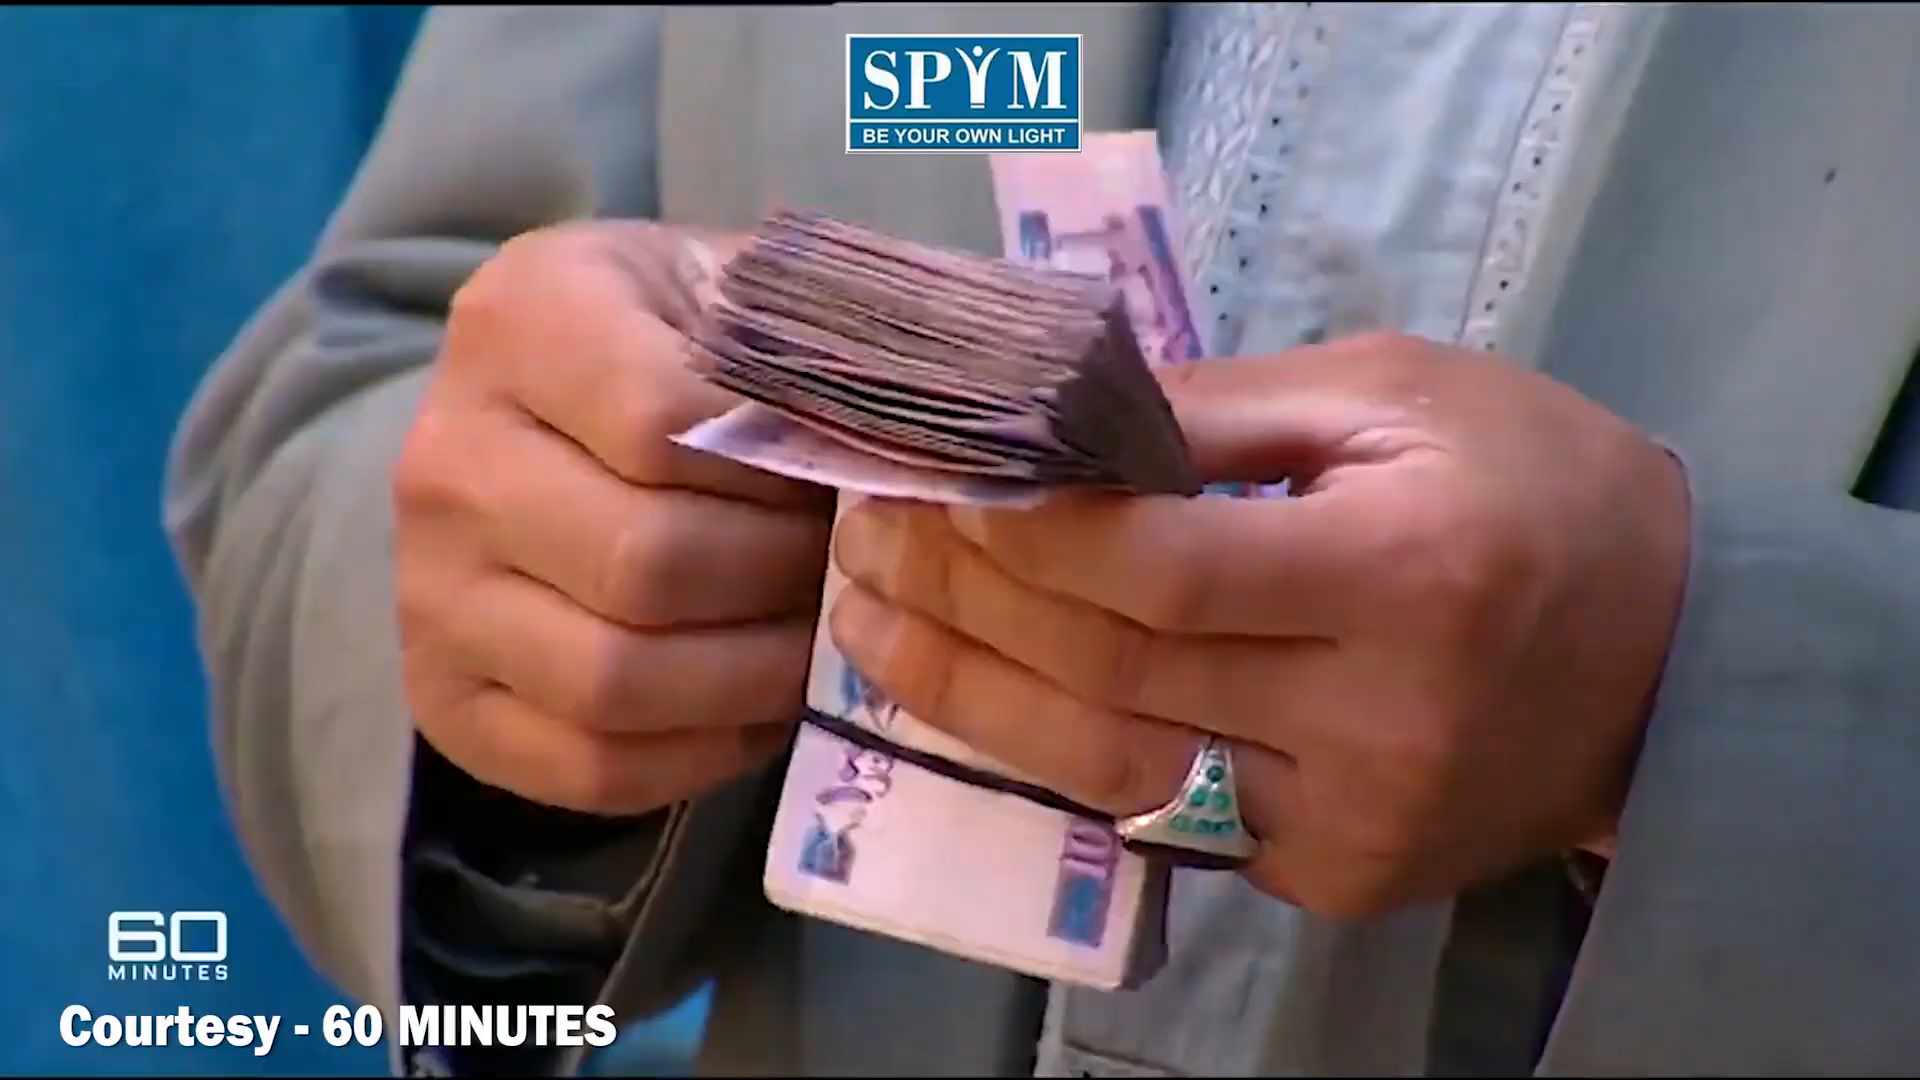 SPYM
BE YOUR OWN LIGHT
60
MINUTES
Courtesy - 60 MINUTES